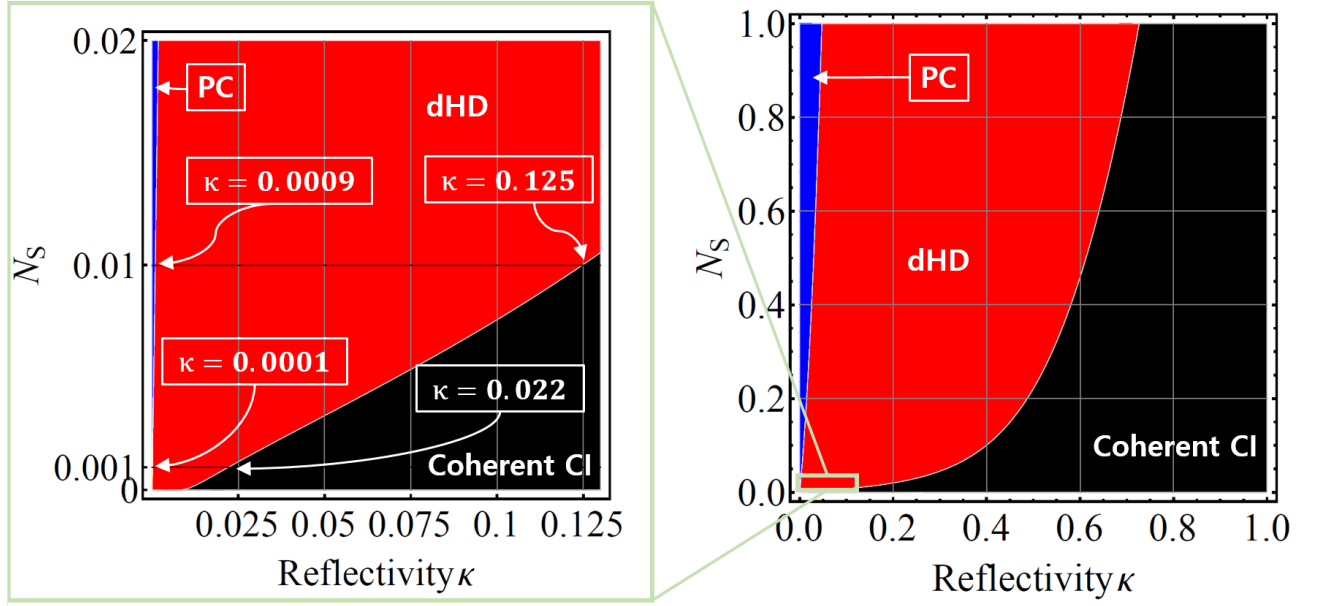 0.02
PC
dHD
κ = 0.0009
κ = 0.125
N_S
0.01
κ = 0.0001
κ = 0.022
0.001
Coherent CI
0
0.025 0.05 0.075 0.1 0.125
Reflectivity κ
1.0
PC
0.8
0.6
N_S
dHD
0.4
0.2
Coherent CI
0.0
0.0 0.2 0.4 0.6 0.8 1.0
Reflectivity κ